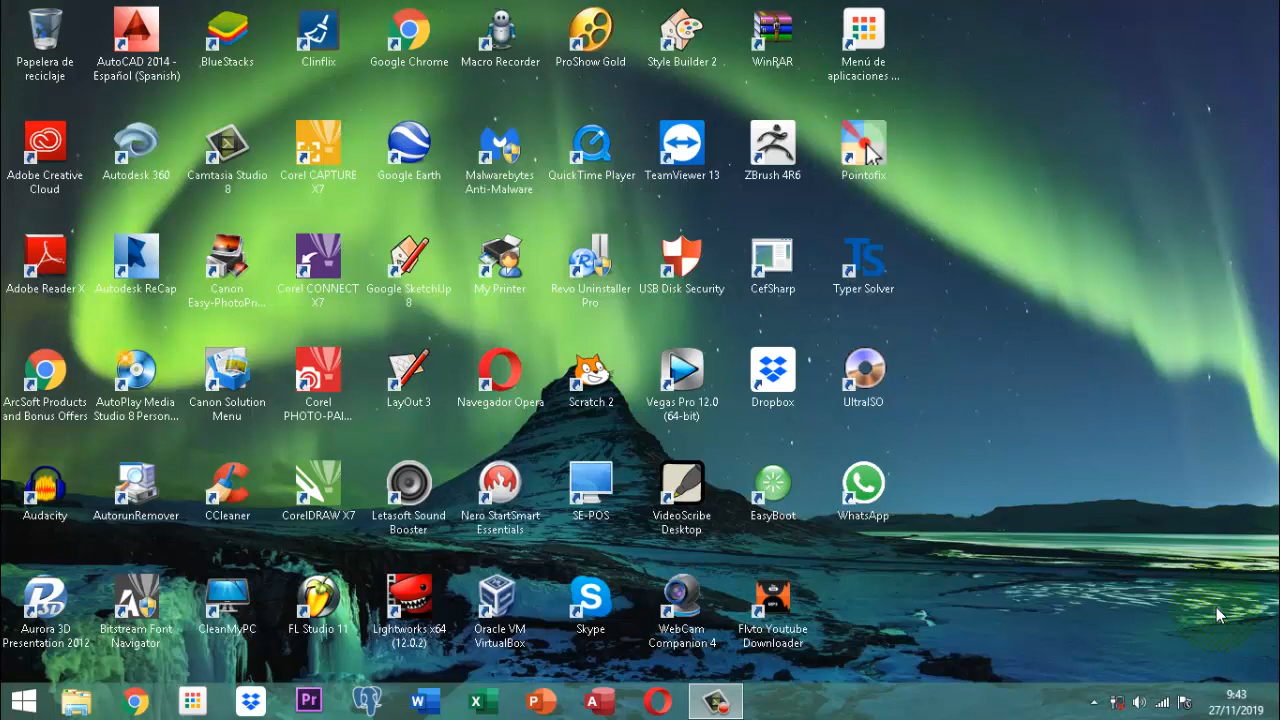 Papelera de
reciclaje
AutoCAD 2014 -
Español (Spanish)
BlueStacks
Clinflix
Google Chrome
Macro Recorder
ProShow Gold
Style Builder 2
WinRAR
Menú de
aplicaciones ...
Adobe Creative
Cloud
Autodesk 360
Camtasia Studio
8
Corel CAPTURE
X7
Google Earth
Malwarebytes
Anti-Malware
QuickTime Player
TeamViewer 13
ZBrush 4R6
Pointofix
Adobe Reader X
Autodesk ReCap
Canon
Easy-PhotoPri...
Corel CONNECT
X7
Google SketchUp
8
My Printer
Revo Uninstaller
Pro
USB Disk Security
CefSharp
TS
Typer Solver
ArcSoft Products
and Bonus Offers
AutoPlay Media
Studio 8 Person...
Canon Solution
Menu
Corel
PHOTO-PAI...
LayOut 3
Navegador Opera
Scratch 2
Vegas Pro 12.0
(64-bit)
Dropbox
UltraISO
Audacity
AutorunRemover
CCleaner
CorelDRAW X7
Letasoft Sound
Booster
Nero StartSmart
Essentials
SE-POS
VideoScribe
Desktop
EasyBoot
WhatsApp
Aurora 3D
Presentation 2012
Bitstream Font
Navigator
CleanMyPC
FL Studio 11
Lightworks x64
(12.0.2)
Oracle VM
VirtualBox
Skype
WebCam
Companion 4
Flvto Youtube
Downloader
Pr
9:43
27/11/2019